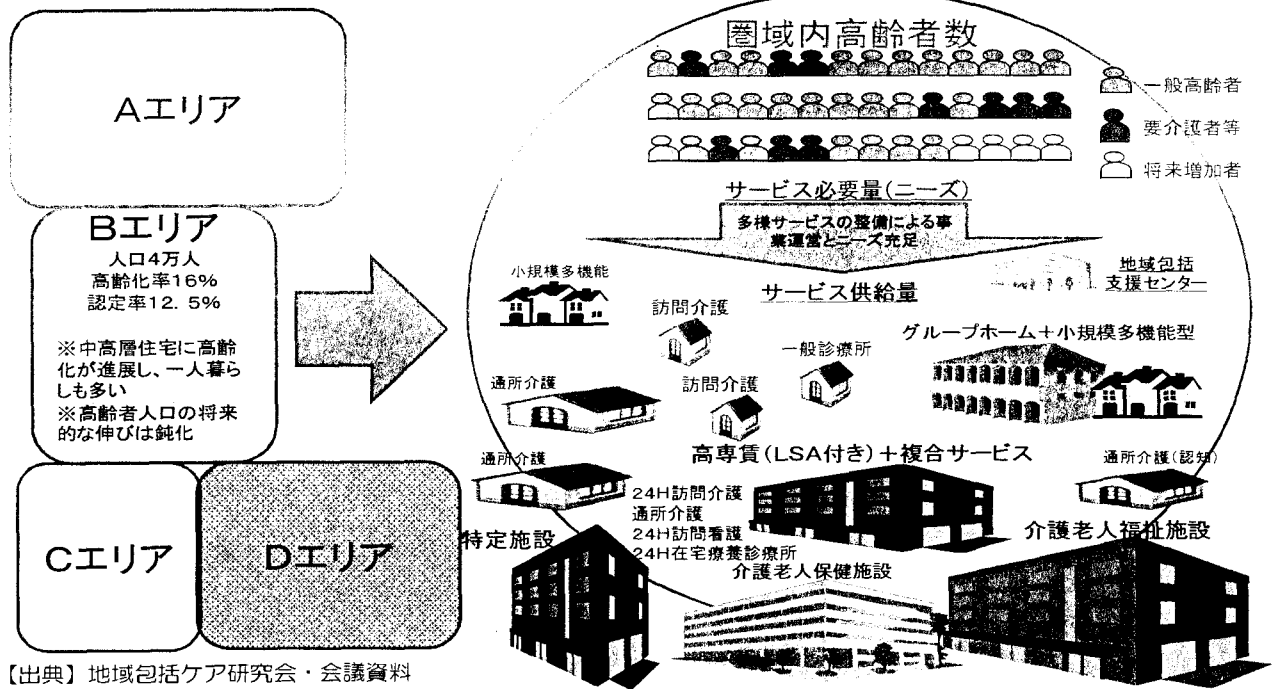 Aエリア
Bエリア
人口4万人
高齢化率16%
認定率12.5%
※中高層住宅に高齢
化が進展し、一人暮ら
しも多い
※高齢者人口の将来
的な伸びは鈍化
Cエリア
Dエリア
圏域内高齢者数
一般高齢者
要介護者等
将来増加者
サービス必要量(ニーズ)
多様サービスの整備による事
業運営とニーズ充足
サービス供給量
地域包括
支援センター
小規模多機能
訪問介護
一般診療所
グループホーム+小規模多機能型
通所介護
訪問介護
高専賃(LSA付き)+複合サービス
通所介護
24H訪問介護
通所介護
24H訪問看護
24H在宅療養診療所
通所介護(認知)
特定施設
介護老人保健施設
介護老人福祉施設
【出典】地域包括ケア研究会・会議資料